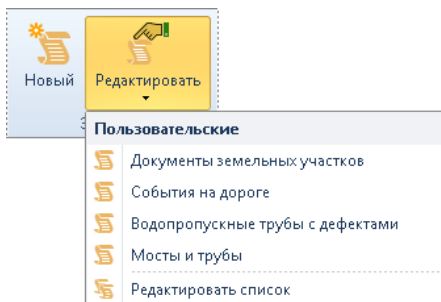 Новый
Редактировать
Пользовательские
Документы земельных участков
События на дороге
Водопропускные трубы с дефектами
Мосты и трубы
Редактировать список